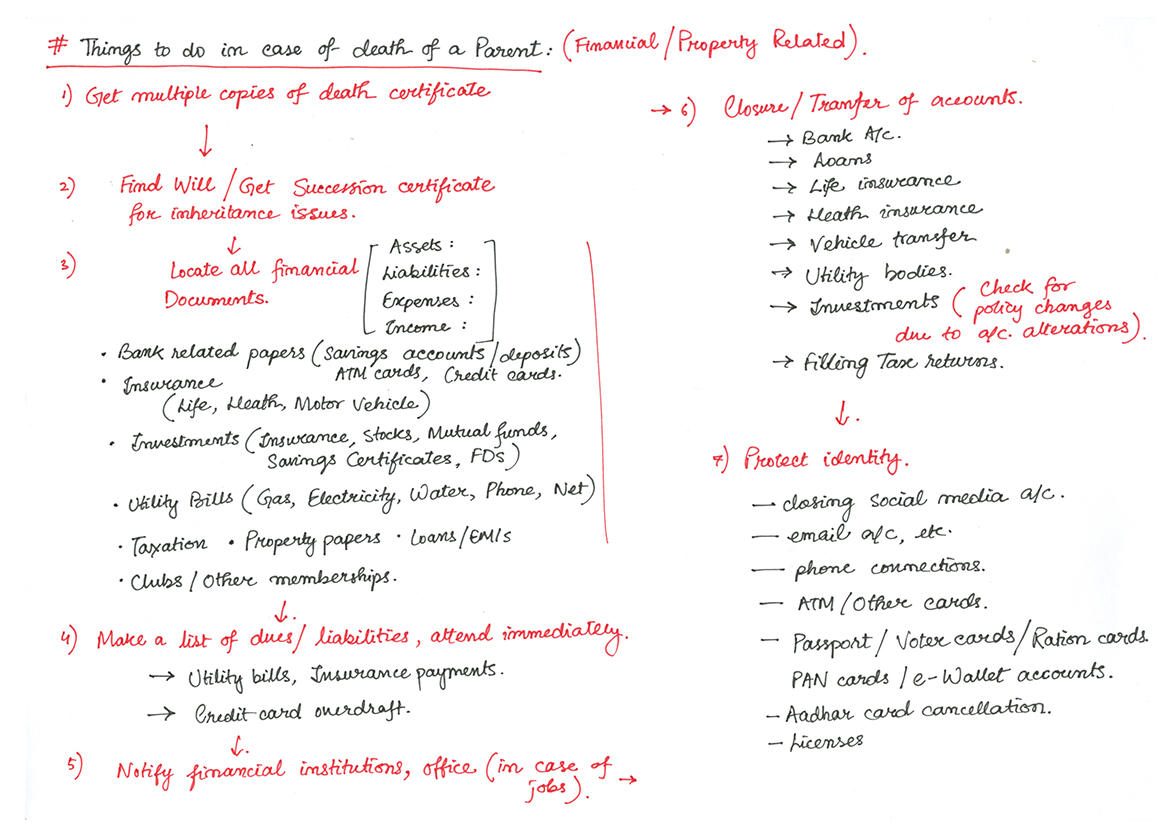 # Things to do in case of death of a Parent: (Financial/Property Related).
1) Get multiple copies of death certificate
↓
2) Find Will/Get Succession certificate
for inheritance issues.
↓
3) Locate all financial
Documents.
Assets :
Liabilities :
Expenses :
Income :
• Bank related papers (savings accounts/deposits)
ATM cards, Credit cards.
• Insurance
(Life, Heath, Motor Vehicle)
• Investments (Insurance, Stocks, Mutual funds,
Savings Certificates, FDs)
• Utility Bills (Gas, Electricity, Water, Phone, Net)
• Taxation • Property papers • Loans/EMIs
• Clubs/Other memberships.
↓
4) Make a list of dues/liabilities, attend immediately.
→ Utility bills, Insurance payments.
→ Credit card overdraft.
↓
5) Notify financial institutions, office (in case of
jobs). →
→ 6) Closure/Tranfer of accounts.
→ Bank A/c.
→ Loans
→ Life insurance
→ Heath insurance
→ Vehicle transfer
→ Utility bodies.
→ Investments (Check for
policy changes
due to a/c. alterations).
→ Filling Tax returns.
↓
7) Protect identity.
— closing social media a/c.
— email a/c, etc.
— phone connections.
— ATM/Other cards.
— Passport/Voter cards/Ration cards.
PAN cards/e-Wallet accounts.
— Aadhar card cancellation.
— Licenses